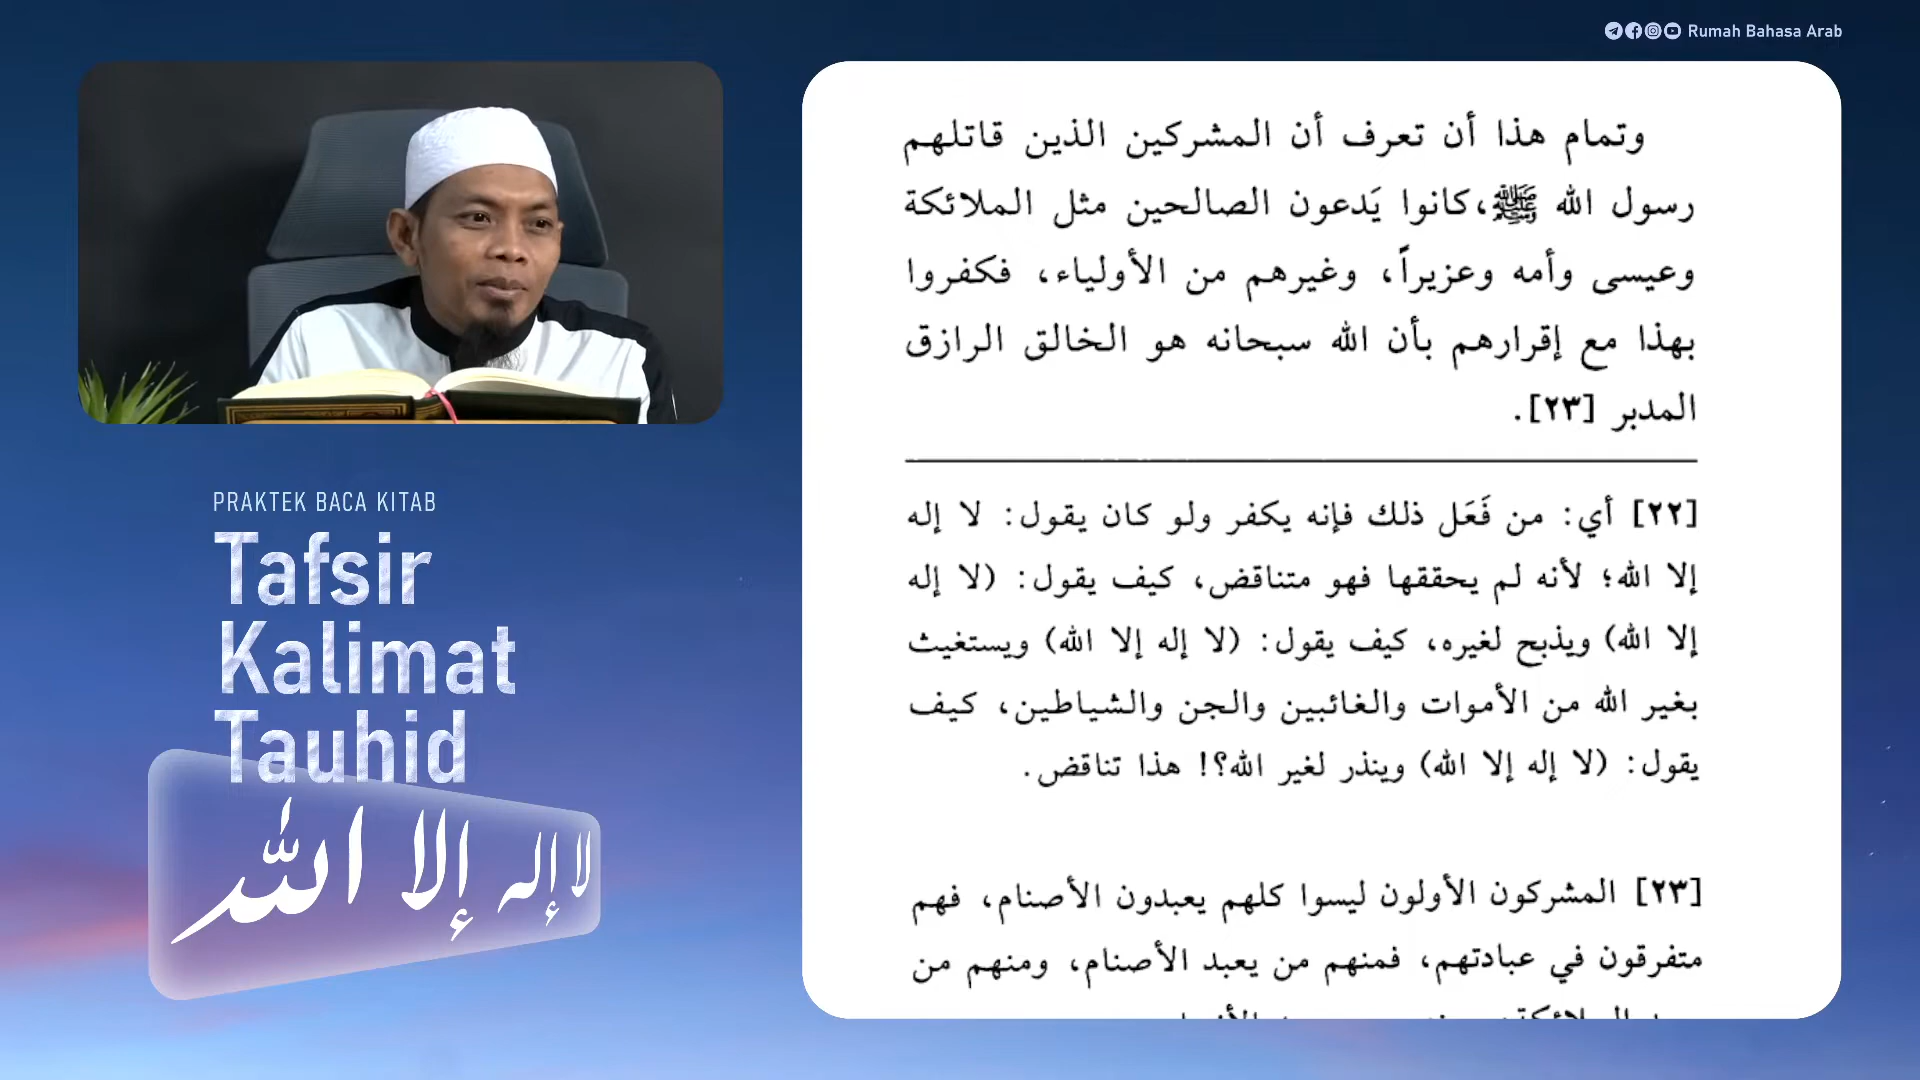 Rumah Bahasa Arab
وتمام هذا أن تعرف أن المشركين الذين قاتلهم
رسول الله ﷺ،كانوا يَدعون الصالحين مثل الملائكة
وعيسى وأمه وعزيراً، وغيرهم من الأولياء، فكفروا
بهذا مع إقرارهم بأن الله سبحانه هو الخالق الرازق
المدبر [٢٣].
[٢٢] أي: من فَعَل ذلك فإنه يكفر ولو كان يقول: لا إله
إلا الله؛ لأنه لم يحققها فهو متناقض، كيف يقول: (لا إله
إلا الله) ويذبح لغيره، كيف يقول: (لا إله إلا الله) ويستغيث
بغير الله من الأموات والغائبين والجن والشياطين، كيف
يقول: (لا إله إلا الله) وينذر لغير الله؟! هذا تناقض.
[٢٣] المشركون الأولون ليسوا كلهم يعبدون الأصنام، فهم
متفرقون في عبادتهم، فمنهم من يعبد الأصنام، ومنهم من
PRAKTEK BACA KITAB
Tafsir
Kalimat
Tauhid
لا إله إلا الله